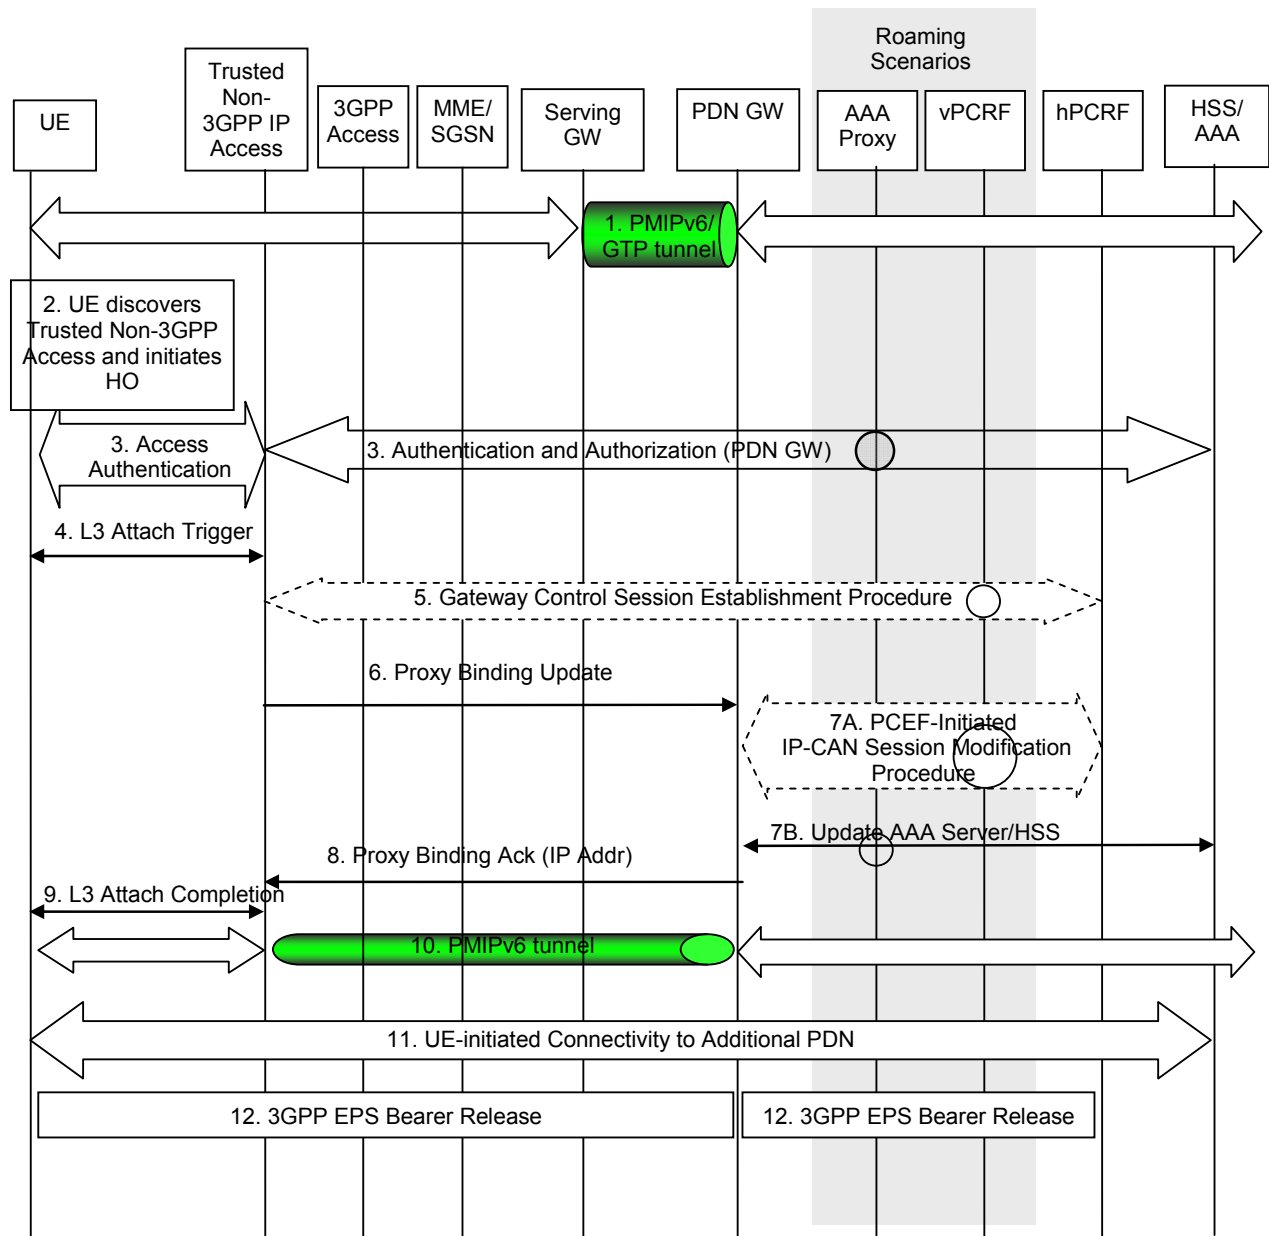 Roaming
Scenarios
UE
Trusted
Non-
3GPP IP
Access
3GPP
Access
MME/
SGSN
Serving
GW
PDN GW
AAA
Proxy
vPCRF
hPCRF
HSS/
AAA
1. PMIPv6/
GTP tunnel
2. UE discovers
Trusted Non-3GPP
Access and initiates
HO
3. Access
Authentication
3. Authentication and Authorization (PDN GW)
4. L3 Attach Trigger
5. Gateway Control Session Establishment Procedure
6. Proxy Binding Update
7A. PCEF-Initiated
IP-CAN Session Modification
Procedure
7B. Update AAA Server/HSS
8. Proxy Binding Ack (IP Addr)
9. L3 Attach Completion
10. PMIPv6 tunnel
11. UE-initiated Connectivity to Additional PDN
12. 3GPP EPS Bearer Release
12. 3GPP EPS Bearer Release